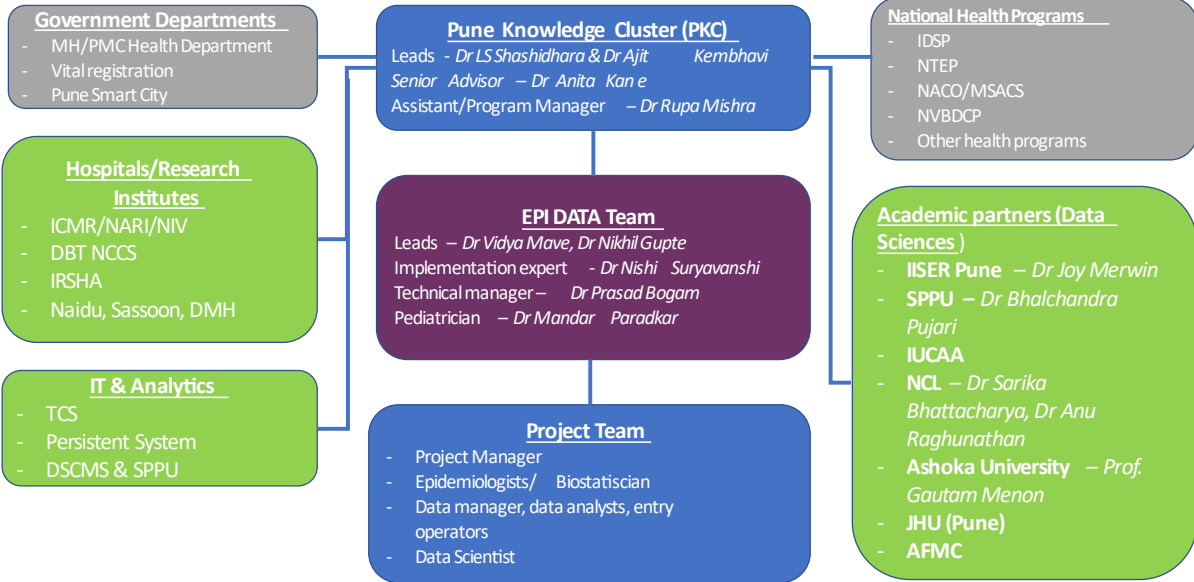 Government Departments
- MH/PMC Health Department
- Vital registration
- Pune Smart City
Pune Knowledge Cluster (PKC)
Leads - Dr LS Shashidhara & Dr Ajit Kembhavi
Senior Advisor – Dr Anita Kan e
Assistant/Program Manager – Dr Rupa Mishra
National Health Programs
- IDSP
- NTEP
- NACO/MSACS
- NVBDCP
- Other health programs
Hospitals/Research
Institutes
- ICMR/NARI/NIV
- DBT NCCS
- IRSHA
- Naidu, Sassoon, DMH
EPI DATA Team
Leads – Dr Vidya Mave, Dr Nikhil Gupte
Implementation expert - Dr Nishi Suryavanshi
Technical manager – Dr Prasad Bogam
Pediatrician – Dr Mandar Paradkar
Academic partners (Data
Sciences )
- IISER Pune – Dr Joy Merwin
- SPPU – Dr Bhalchandra
Pujari
- IUCAA
- NCL – Dr Sarika
Bhattacharya, Dr Anu
Raghunathan
- Ashoka University – Prof.
Gautam Menon
- JHU (Pune)
- AFMC
IT & Analytics
- TCS
- Persistent System
- DSCMS & SPPU
Project Team
- Project Manager
- Epidemiologists/ Biostatiscian
- Data manager, data analysts, entry
operators
- Data Scientist